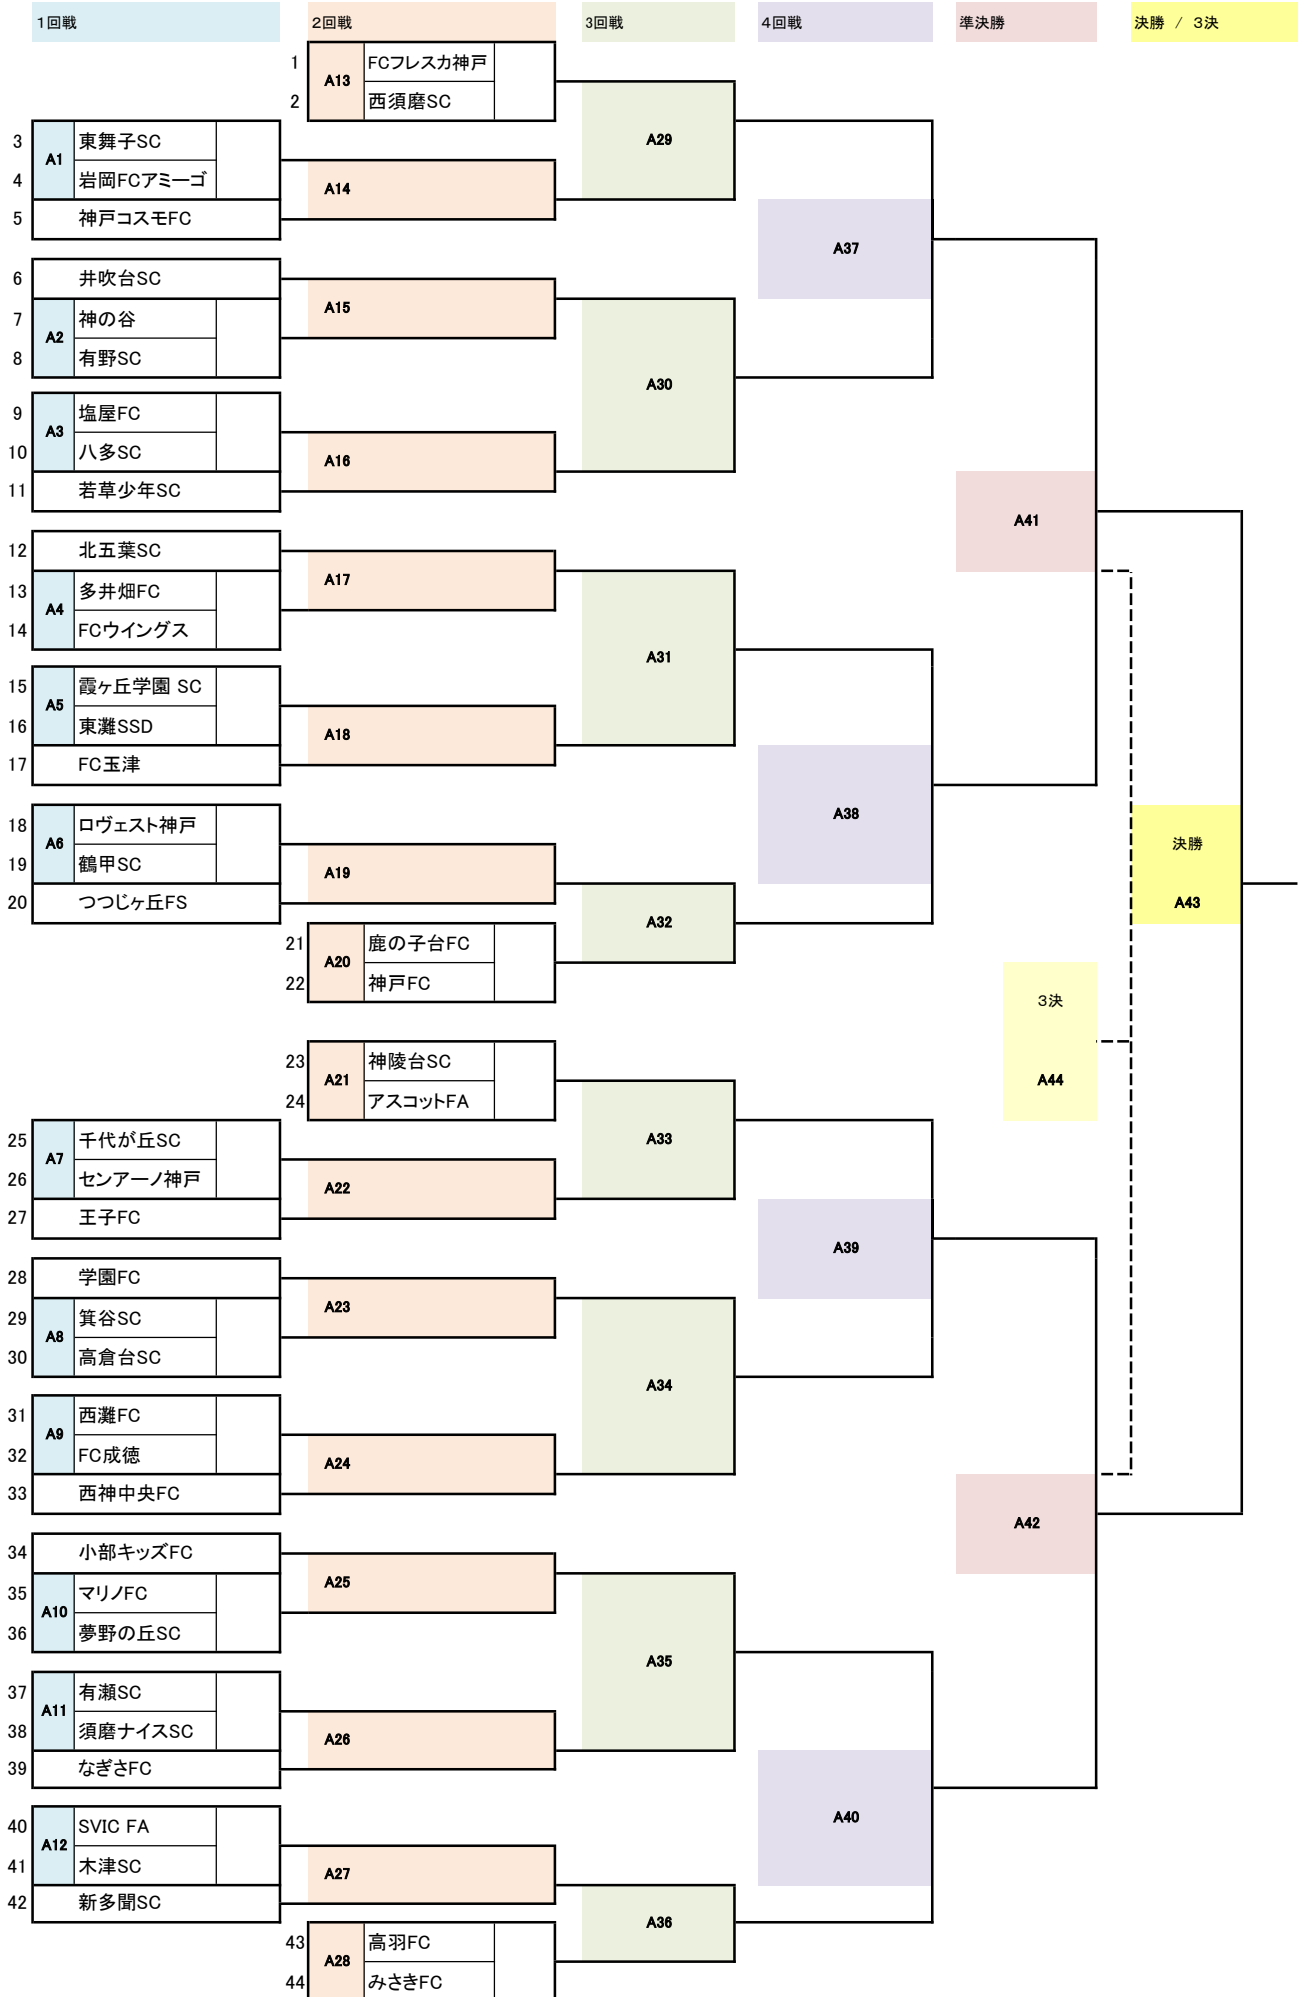 1回戦
2回戦
3回戦
4回戦
準決勝
決勝 / 3決
1
A13
FCフレスカ神戸
2
西須磨SC
A29
3
A1
東舞子SC
4
岩岡FCアミーゴ
A14
5
神戸コスモFC
A37
6
井吹台SC
A15
7
A2
神の谷
8
有野SC
A30
9
A3
塩屋FC
10
八多SC
A16
11
若草少年SC
A41
12
北五葉SC
A17
13
A4
多井畑FC
14
FCウイングス
A31
15
A5
霞ヶ丘学園 SC
16
東灘SSD
A18
17
FC玉津
A38
18
A6
ロヴェスト神戸
19
鶴甲SC
A19
20
つつじヶ丘FS
決勝
A43
A32
21
A20
鹿の子台FC
22
神戸FC
3決
A44
23
A21
神陵台SC
24
アスコットFA
A33
25
A7
千代が丘SC
26
センアーノ神戸
A22
27
王子FC
A39
28
学園FC
A23
29
A8
箕谷SC
30
高倉台SC
A34
31
A9
西灘FC
32
FC成徳
A24
33
西神中央FC
A42
34
小部キッズFC
A25
35
A10
マリノFC
36
夢野の丘SC
A35
37
A11
有瀬SC
38
須磨ナイスSC
A26
39
なぎさFC
A40
40
A12
SVIC FA
41
木津SC
A27
42
新多聞SC
A36
43
A28
高羽FC
44
みさきFC